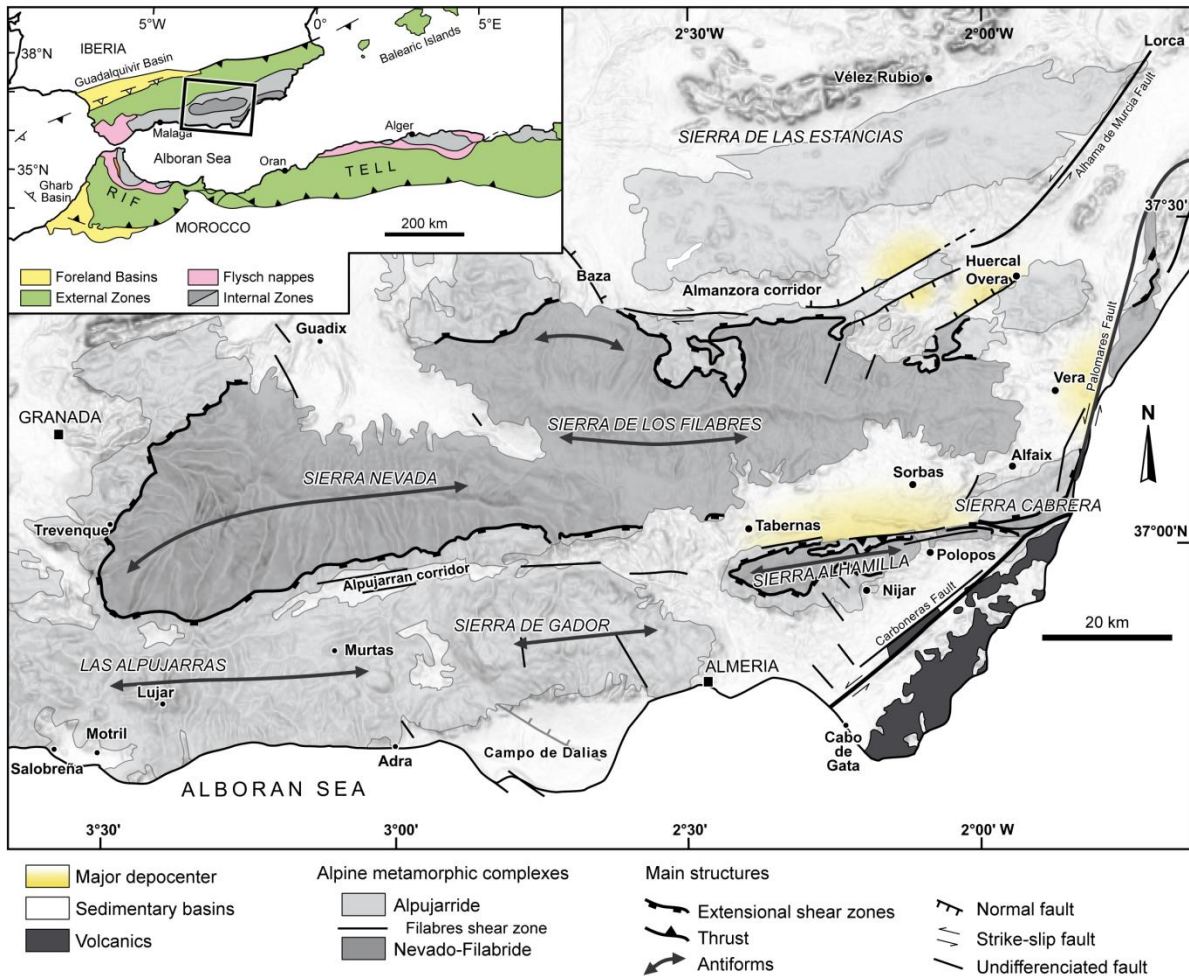 5°W
0°
5°E
38°N
IBERIA
Guadalquivir Basin
Balearic Islands
Malaga
Alboran Sea
Alger
Oran
TELL
35°N
Gharb
Basin
RIF
MOROCCO
200 km
Foreland Basins
Flysch nappes
External Zones
Internal Zones
2°30'W
2°00' W
Lorca
Vélez Rubio
SIERRA DE LAS ESTANCIAS
Alhama de Murcia Fault
37°30'
Baza
Almanzora corridor
Huercal
Overa
Guadix
Palomares Fault
Vera
GRANADA
N
SIERRA DE LOS FILABRES
SIERRA NEVADA
Alfaix
Sorbas
SIERRA CABRERA
Trevenque
Tabernas
37°00'
Polopos
SIERRA ALHAMILLA
Alpujarran corridor
Nijar
Carboneras Fault
20 km
SIERRA DE GADOR
Murtas
LAS ALPUJARRAS
ALMERIA
Lujar
Motril
Salobreña
Adra
Campo de Dalias
Cabo
de
Gata
ALBORAN SEA
3°30'
3°00'
2°30' W
2°00' W
Major depocenter
Sedimentary basins
Volcanics
Alpine metamorphic complexes
Alpujarride
Filabres shear zone
Nevado-Filabride
Main structures
Extensional shear zones
Thrust
Antiforms
Normal fault
Strike-slip fault
Undifferenciated fault